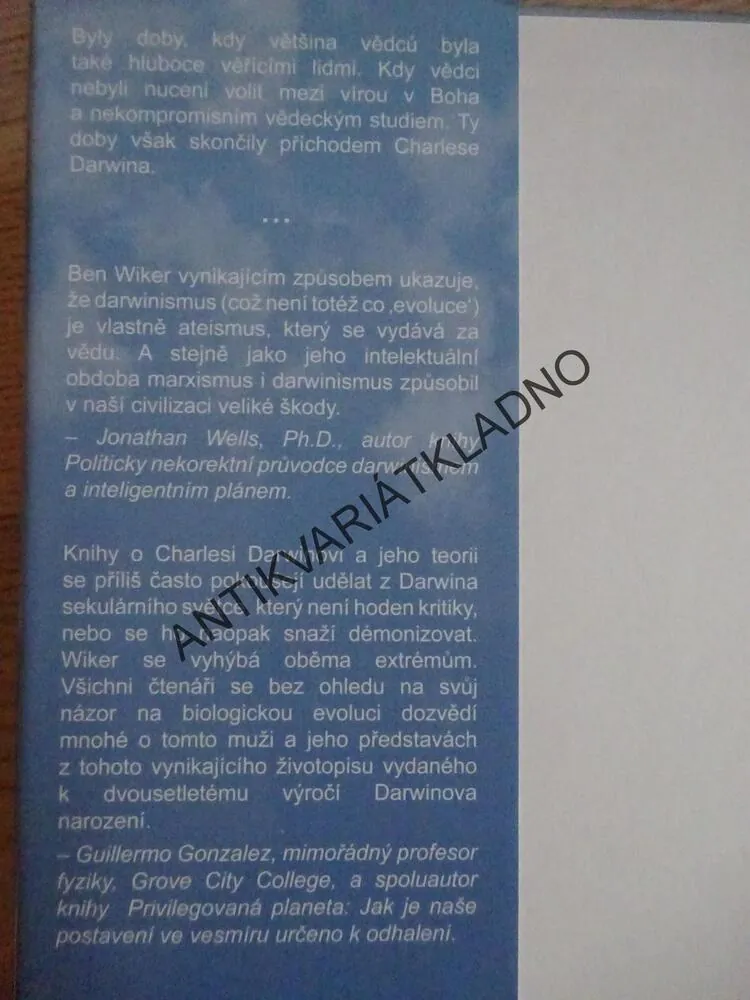 Byly doby, kdy většina vědců byla
také hluboce věřícími lidmi. Kdy vědci
nebyli nuceni volit mezi vírou v Boha
a nekompromisním vědeckým studiem. Ty
doby však skončily příchodem Charlese
Darwina.
...
Ben Wiker vynikajícím způsobem ukazuje,
že darwinismus (což není totéž co ‚evoluce‘)
je vlastně ateismus, který se vydává za
vědu. A stejně jako jeho intelektuální
obdoba marxismus i darwinismus způsobil
v naší civilizaci veliké škody.
– Jonathan Wells, Ph.D., autor knihy
Politicky nekorektní průvodce darwinismem
a inteligentním plánem.
Knihy o Charlesi Darwinovi a jeho teorii
se příliš často pokoušejí udělat z Darwina
sekulárního světce, který není hoden kritiky,
nebo se ho naopak snaží démonizovat.
Wiker se vyhýbá oběma extrémům.
Všichni čtenáři se bez ohledu na svůj
názor na biologickou evoluci dozvědí
mnohé o tomto muži a jeho představách
z tohoto vynikajícího životopisu vydaného
k dvousetletému výročí Darwinova
narození.
– Guillermo Gonzalez, mimořádný profesor
fyziky, Grove City College, a spoluautor
knihy Privilegovaná planeta: Jak je naše
postavení ve vesmíru určeno k odhalení.
ANTIKVARIÁTKLADNO